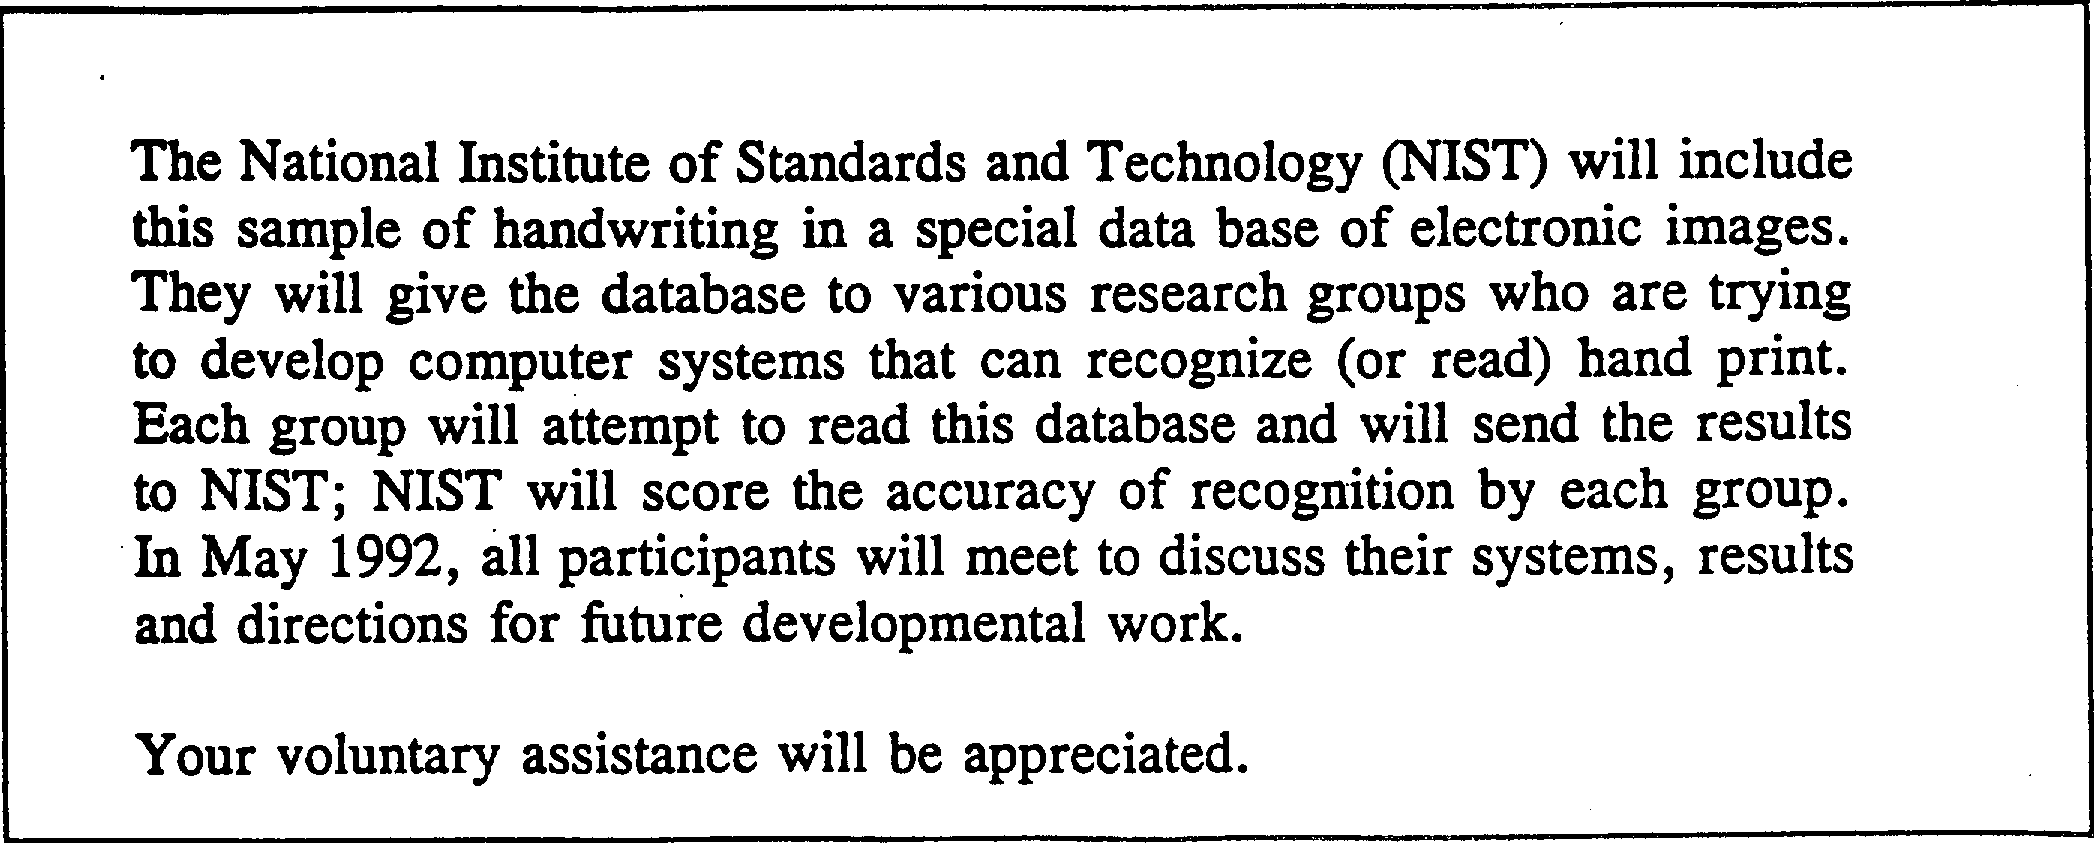 The National Institute of Standards and Technology (NIST) will include
this sample of handwriting in a special data base of electronic images.
They will give the database to various research groups who are trying
to develop computer systems that can recognize (or read) hand print.
Each group will attempt to read this database and will send the results
to NIST; NIST will score the accuracy of recognition by each group.
In May 1992, all participants will meet to discuss their systems, results
and directions for future developmental work.
Your voluntary assistance will be appreciated.